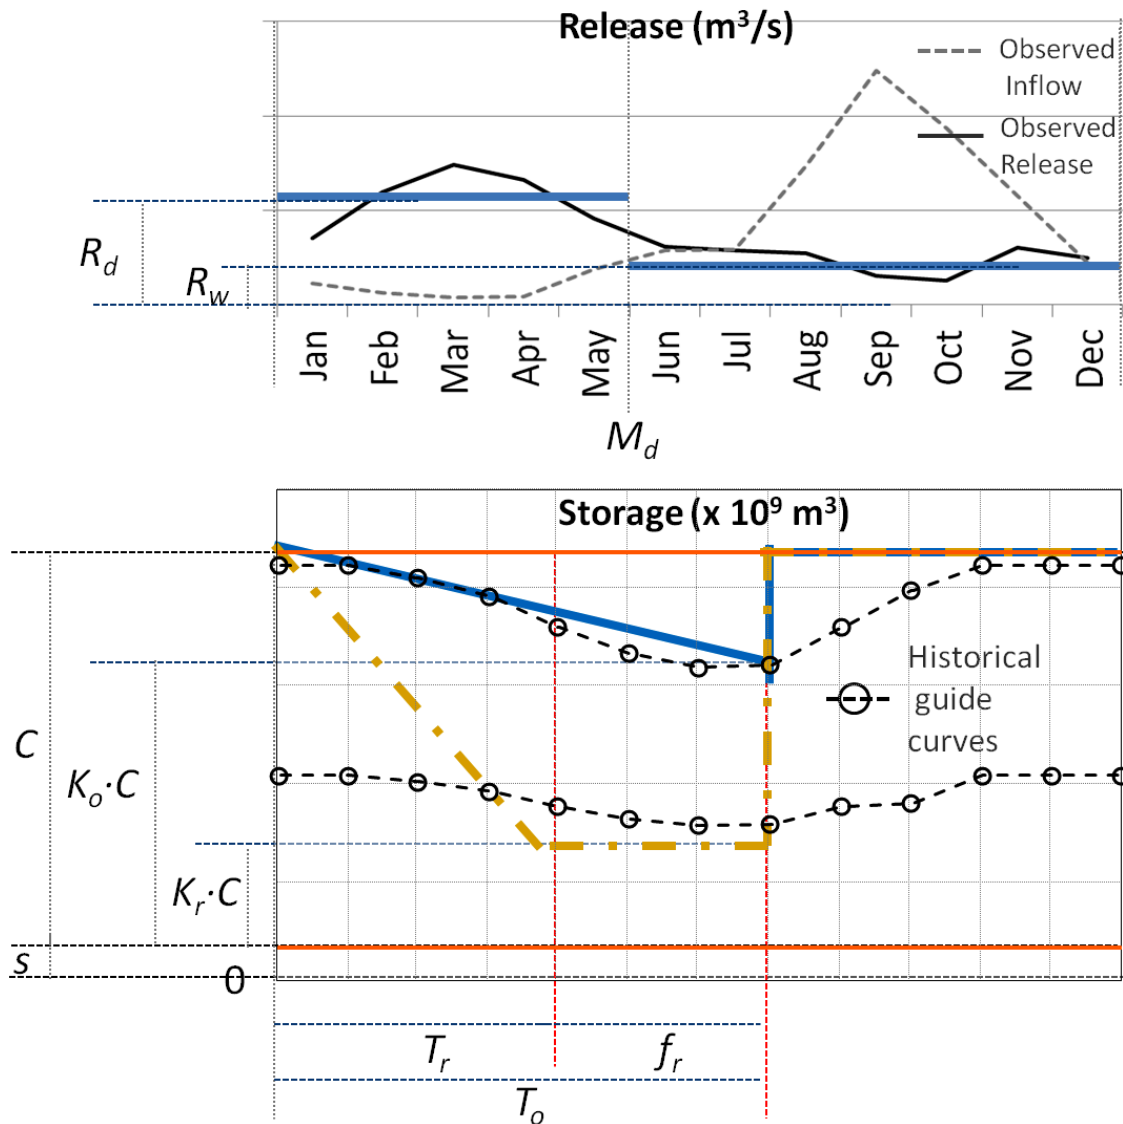 Release (m³/s)
Observed
Inflow
Observed
Release
R_d
R_w
Jan
Feb
Mar
Apr
May
Jun
Jul
Aug
Sep
Oct
Nov
Dec
M_d
Storage (x 10⁹ m³)
Historical
guide
curves
C
K_o·C
K_r·C
s
0
T_r
f_r
T_o